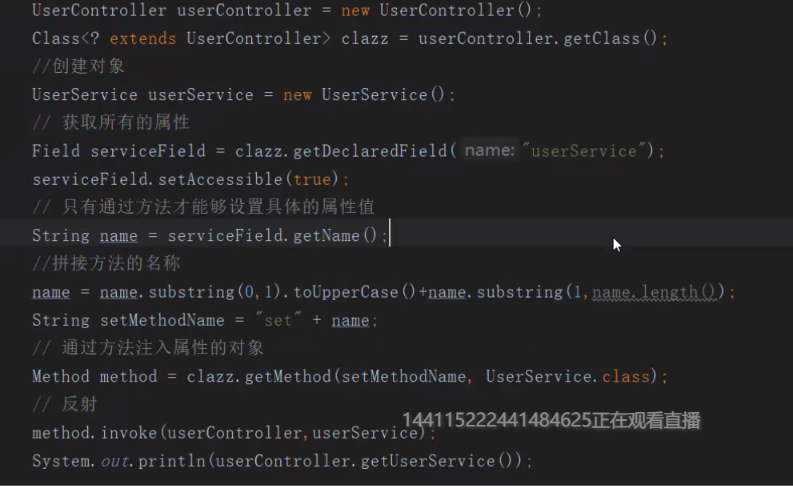 UserController userController = new UserController();
Class<? extends UserController> clazz = userController.getClass();
//创建对象
UserService userService = new UserService();
// 获取所有的属性
Field serviceField = clazz.getDeclaredField( name: "userService");
serviceField.setAccessible(true);
// 只有通过方法才能够设置具体的属性值
String name = serviceField.getName();
//拼接方法的名称
name = name.substring(0,1).toUpperCase()+name.substring(1,name.length());
String setMethodName = "set" + name;
// 通过方法注入属性的对象
Method method = clazz.getMethod(setMethodName, UserService.class);
// 反射
method.invoke(userController,userService);
144115222441484625正在观看直播
System.out.println(userController.getUserService());